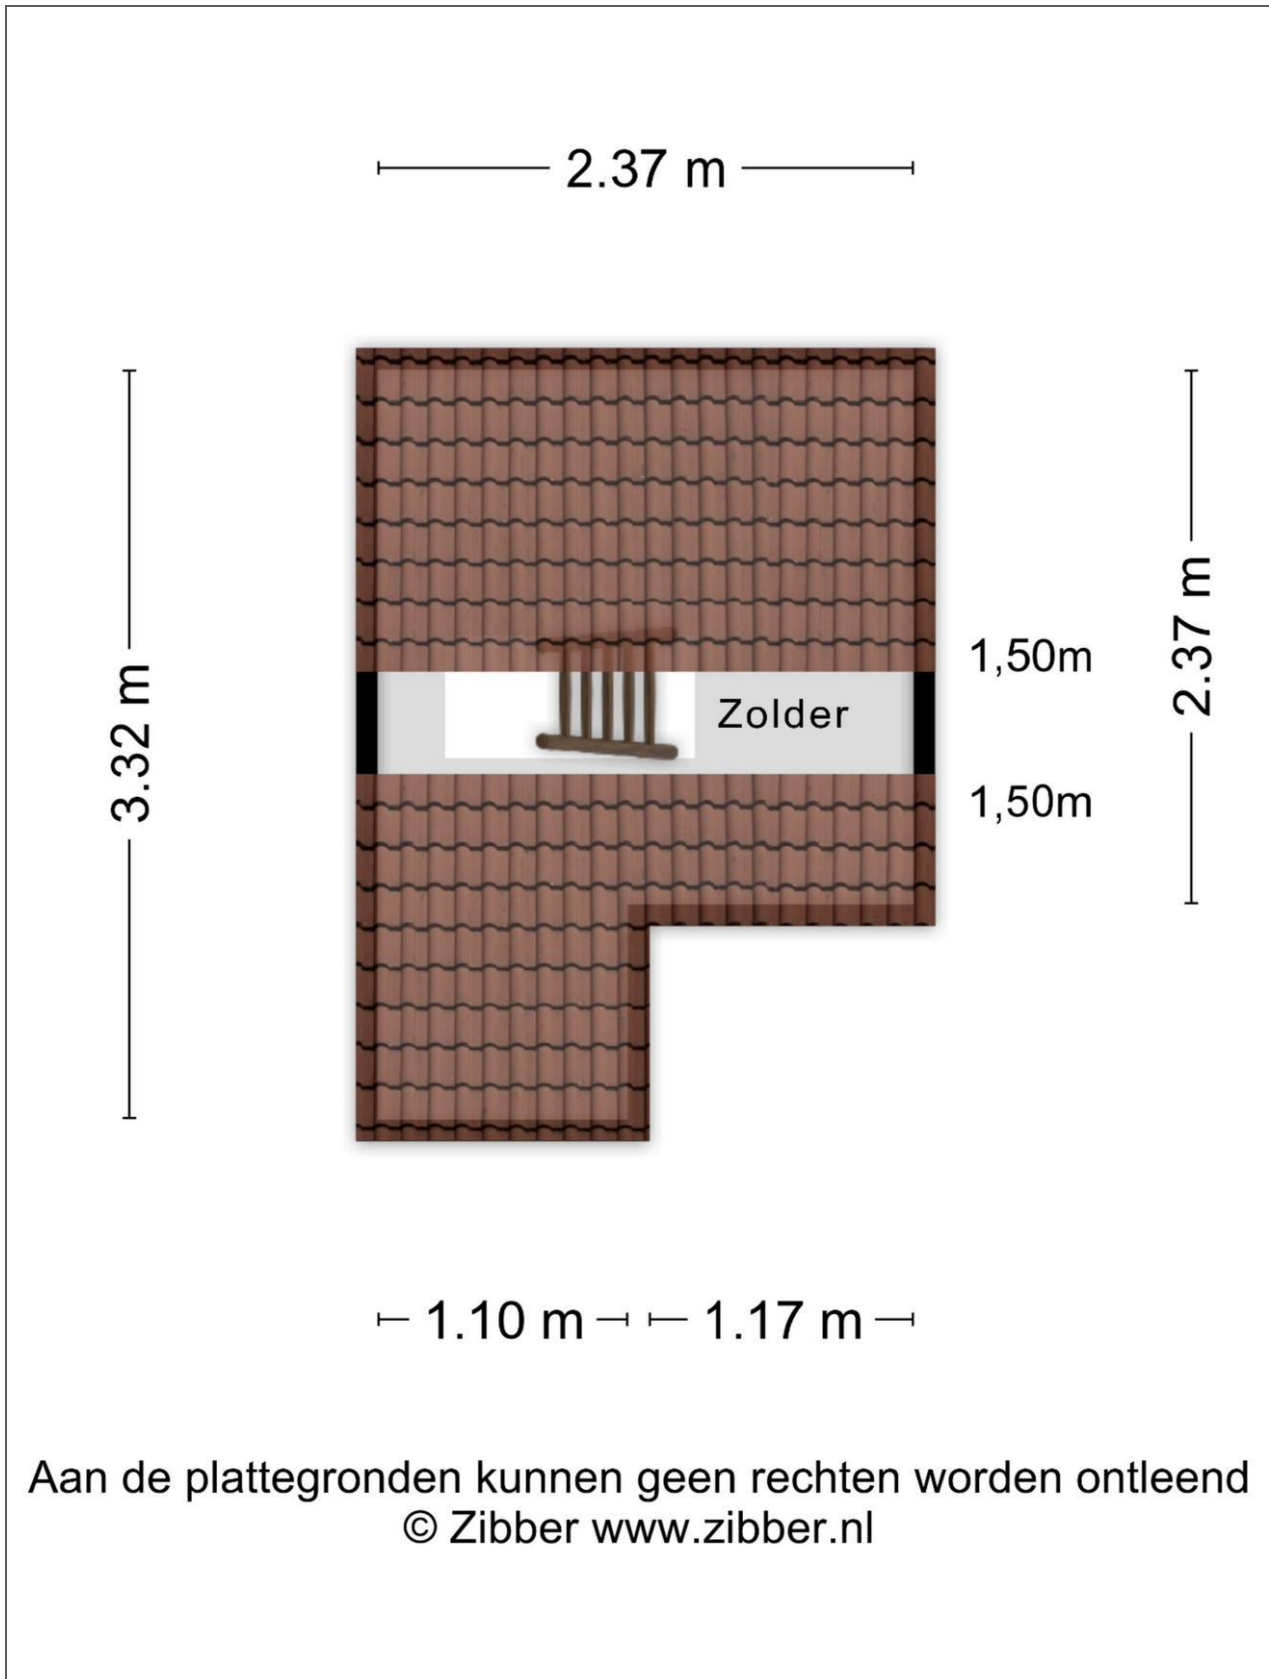 2.37 m
3.32 m
2.37 m
1,50m
Zolder
1,50m
1.10 m
1.17 m
Aan de plattegronden kunnen geen rechten worden ontleend
© Zibber www.zibber.nl